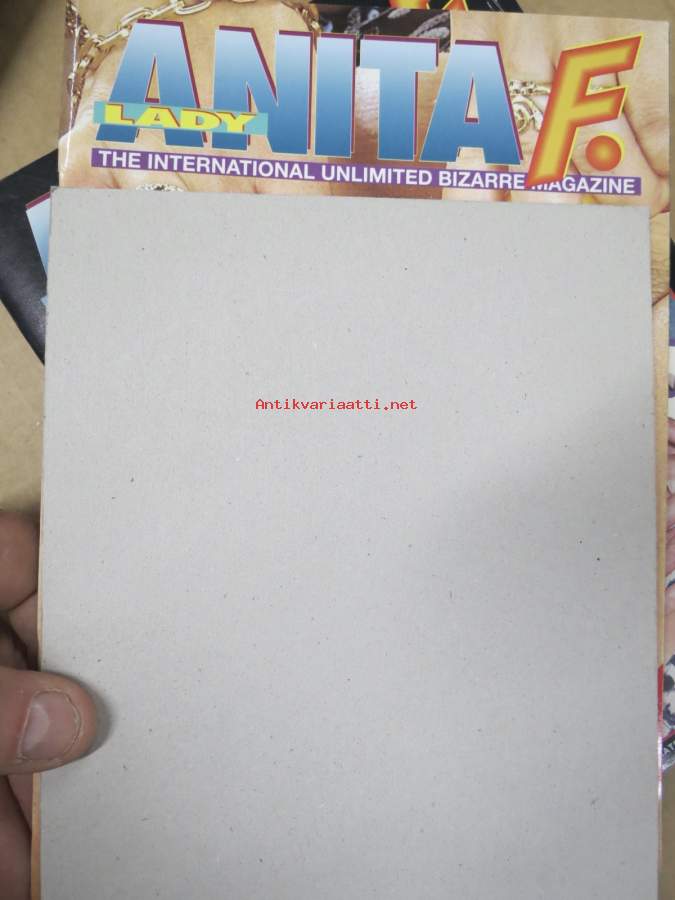 ANITA F.
LADY
THE INTERNATIONAL UNLIMITED BIZARRE MAGAZINE
Antikvariaatti.net